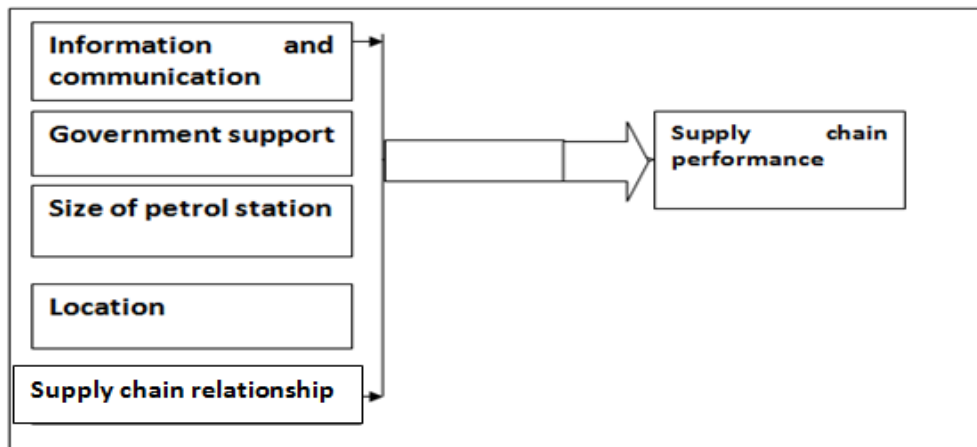 Information and
communication
Government support
Size of petrol station
Location
Supply chain relationship
Supply chain
performance